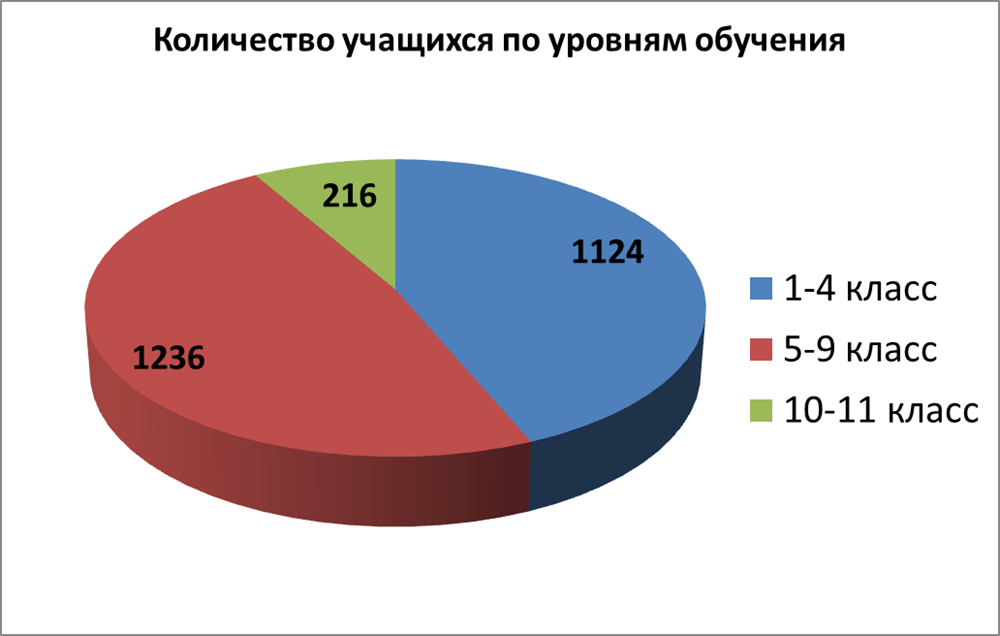 Количество учащихся по уровням обучения
216
1124
1236
1-4 класс
5-9 класс
10-11 класс